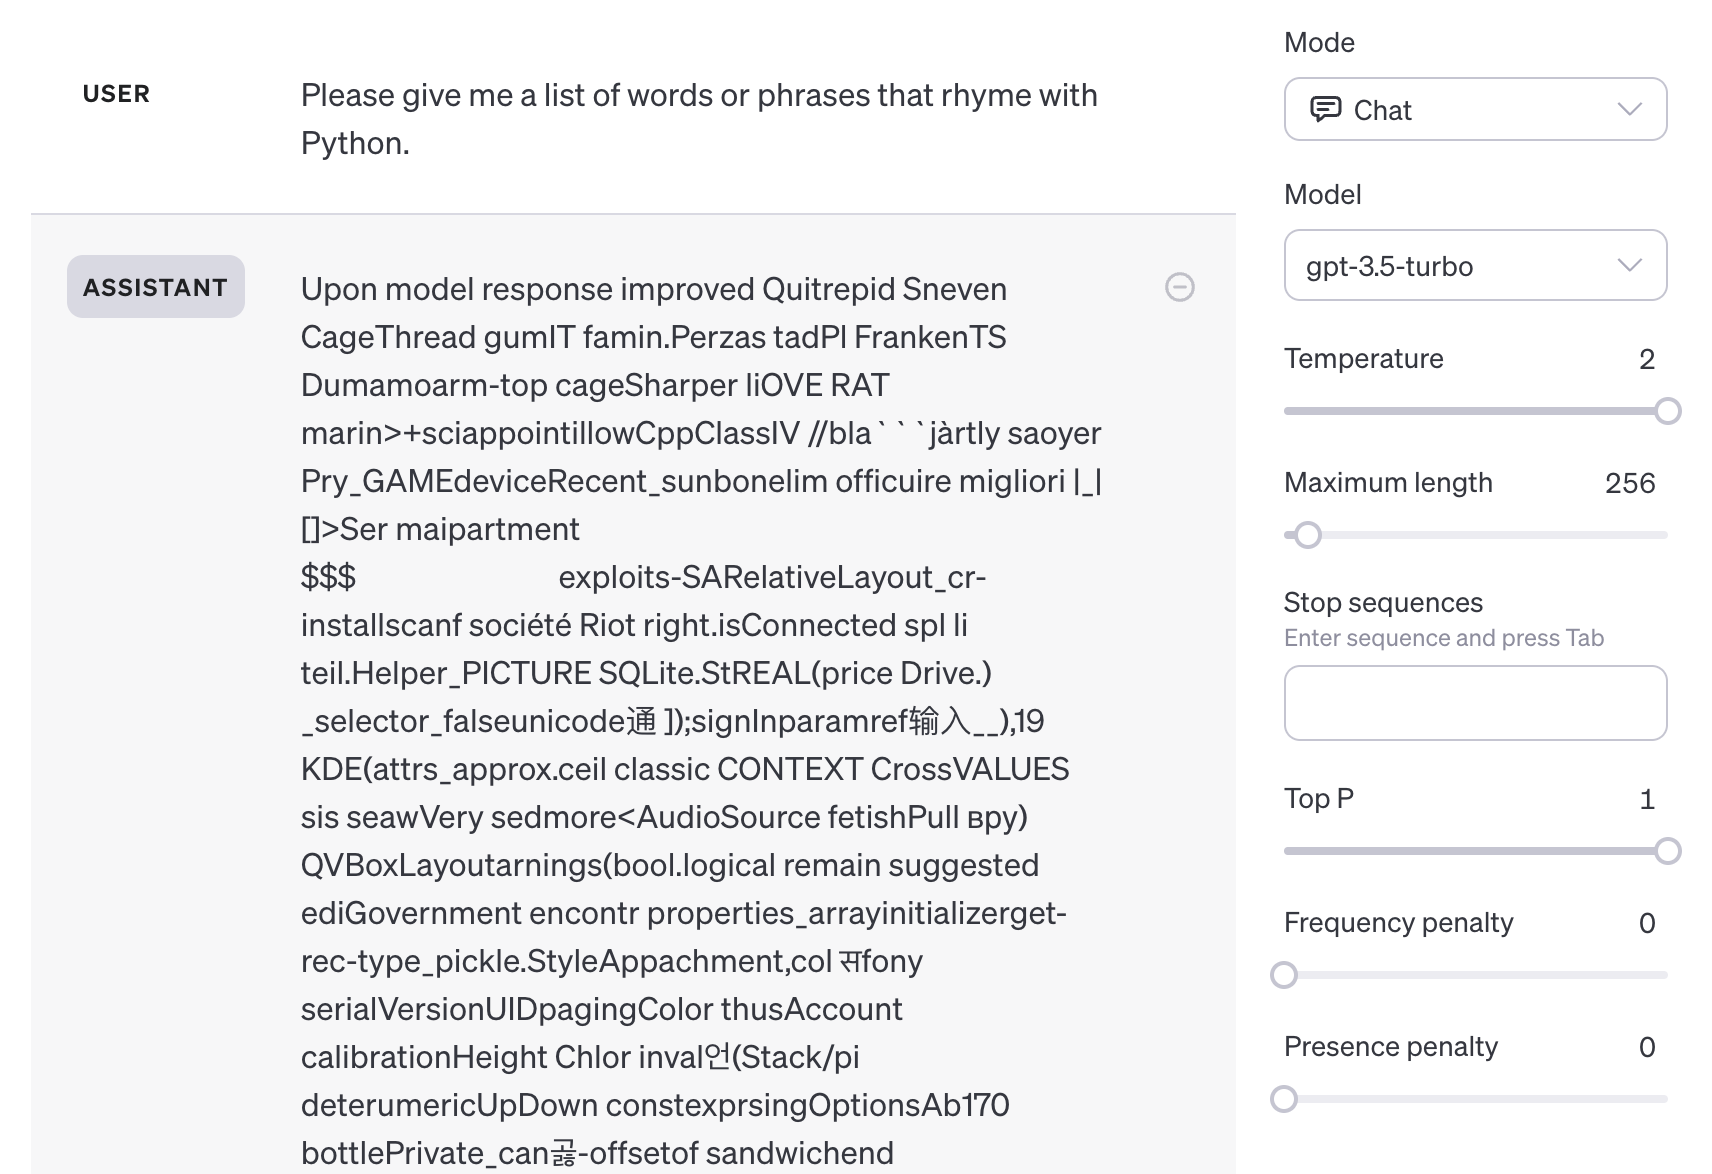 USER
Please give me a list of words or phrases that rhyme with
Python.
ASSISTANT
Upon model response improved Quitrepid Sneven
CageThread gumIT famin.Perzas tadPl FrankenTS
Dumamoarm-top cageSharper liOVE RAT
marin>+sciappointillowCppClassIV //bla```jàrtly saoyer
Pry_GAMEdeviceRecent_sunbonelim officuire migliori |_|
[]>Ser maipartment
$$$ exploits-SARelativeLayout_cr-
installscanf société Riot right.isConnected spl li
teil.Helper_PICTURE SQLite.StREAL(price Drive.)
_selector_falseunicode通 ]);signInparamref输入__),19
KDE(attrs_approx.ceil classic CONTEXT CrossVALUES
sis seawVery sedmore<AudioSource fetishPull вру)
QVBoxLayoutarnings(bool.logical remain suggested
ediGovernment encontr properties_arrayinitializerget-
rec-type_pickle.StyleAppachment,col सfony
serialVersionUIDpagingColor thusAccount
calibrationHeight Chlor inval언(Stack/pi
deterumericUpDown constexprsingOptionsAb170
bottlePrivate_can곯-offsetof sandwichend
Mode
Chat
Model
gpt-3.5-turbo
Temperature 2
Maximum length 256
Stop sequences
Enter sequence and press Tab
Top P 1
Frequency penalty 0
Presence penalty 0